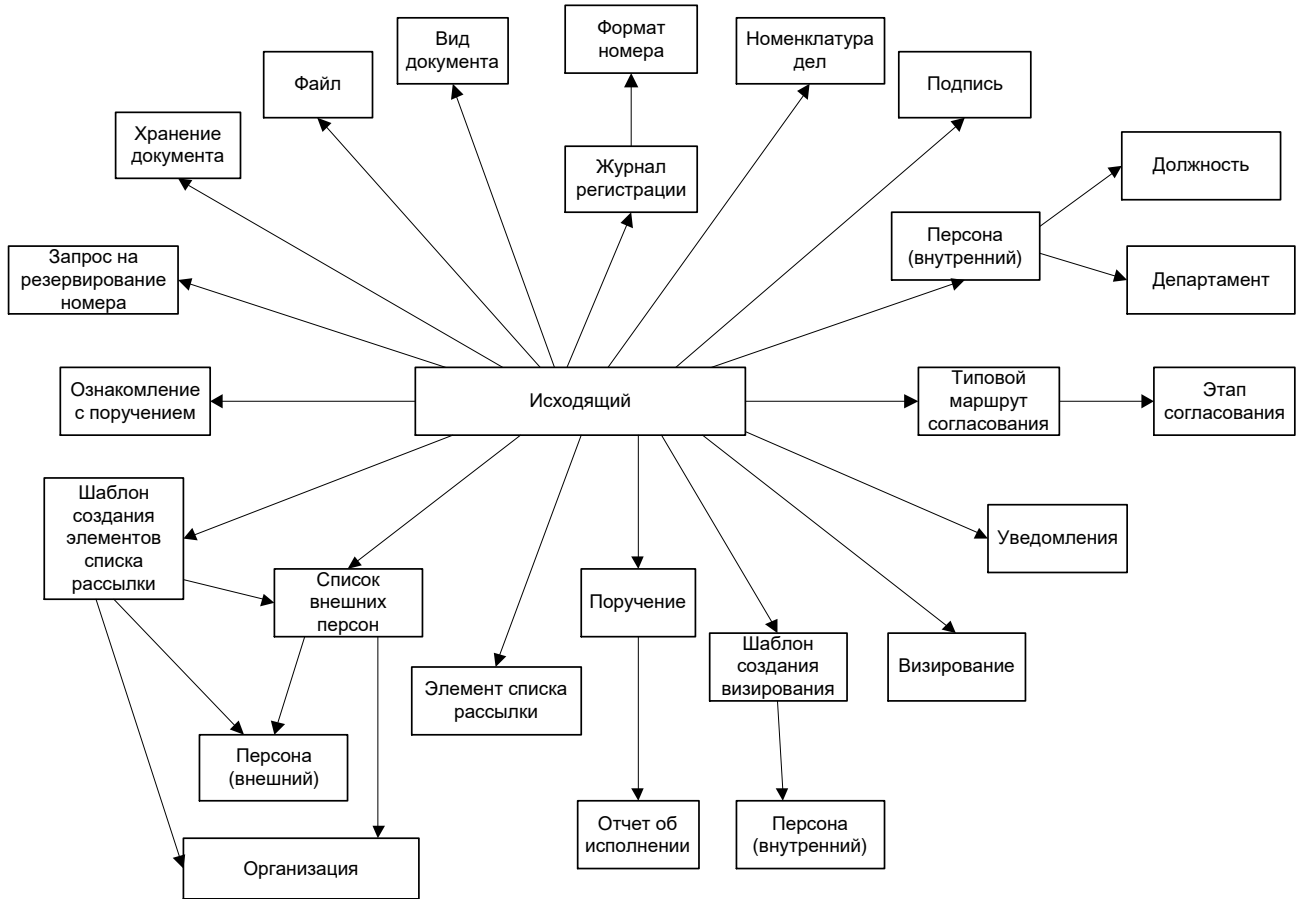 Формат
номера
Вид
документа
Номенклатура
дел
Файл
Подпись
Хранение
документа
Журнал
регистрации
Должность
Персона
(внутренний)
Запрос на
резервирование
номера
Департамент
Ознакомление
с поручением
Исходящий
Типовой
маршрут
согласования
Этап
согласования
Шаблон
создания
элементов
списка
рассылки
Уведомления
Список
внешних
персон
Поручение
Шаблон
создания
визирования
Визирование
Элемент списка
рассылки
Персона
(внешний)
Отчет об
исполнении
Персона
(внутренний)
Организация